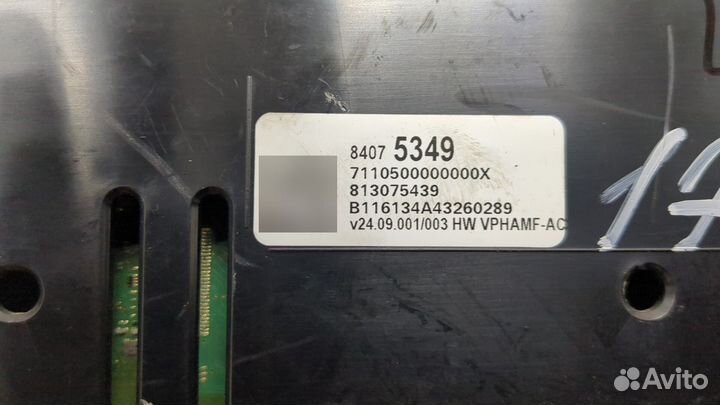 8407 5349
7110500000000X
813075439
B116134A43260289
v24.09.001/003 HW VPHAMF-AC
Avito